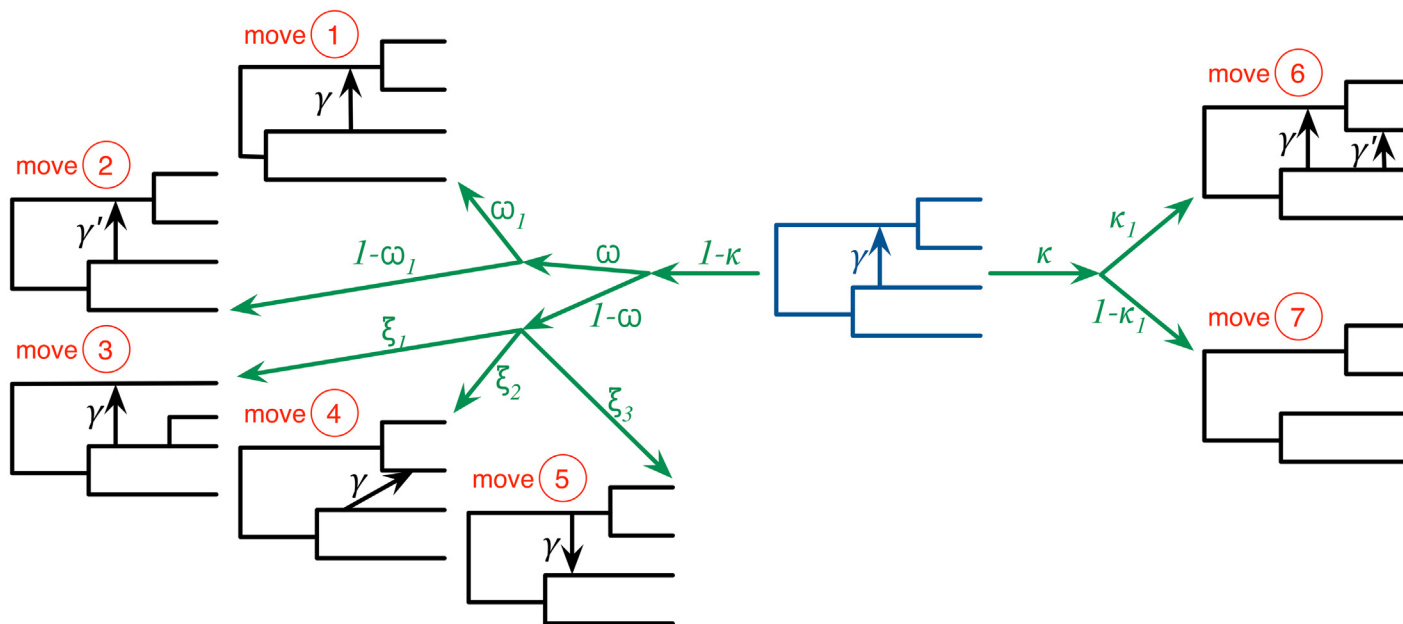 move 1
γ
move 2
γ'
move 3
γ
move 4
γ
move 5
γ
ω₁
1-ω₁
ω
1-κ
1-ω
ξ₁
ξ₂
ξ₃
γ
κ
κ₁
1-κ₁
move 6
γ γ'
move 7